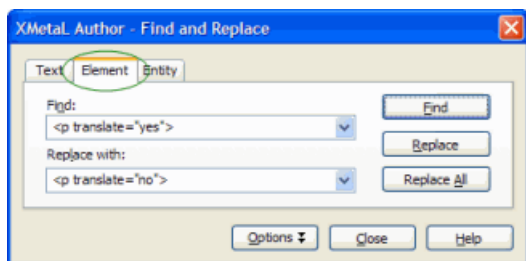 XMetaL Author - Find and Replace
Text Element Entity
Find:
<p translate="yes">
Replace with:
<p translate="no">
Find
Replace
Replace All
Options Close Help